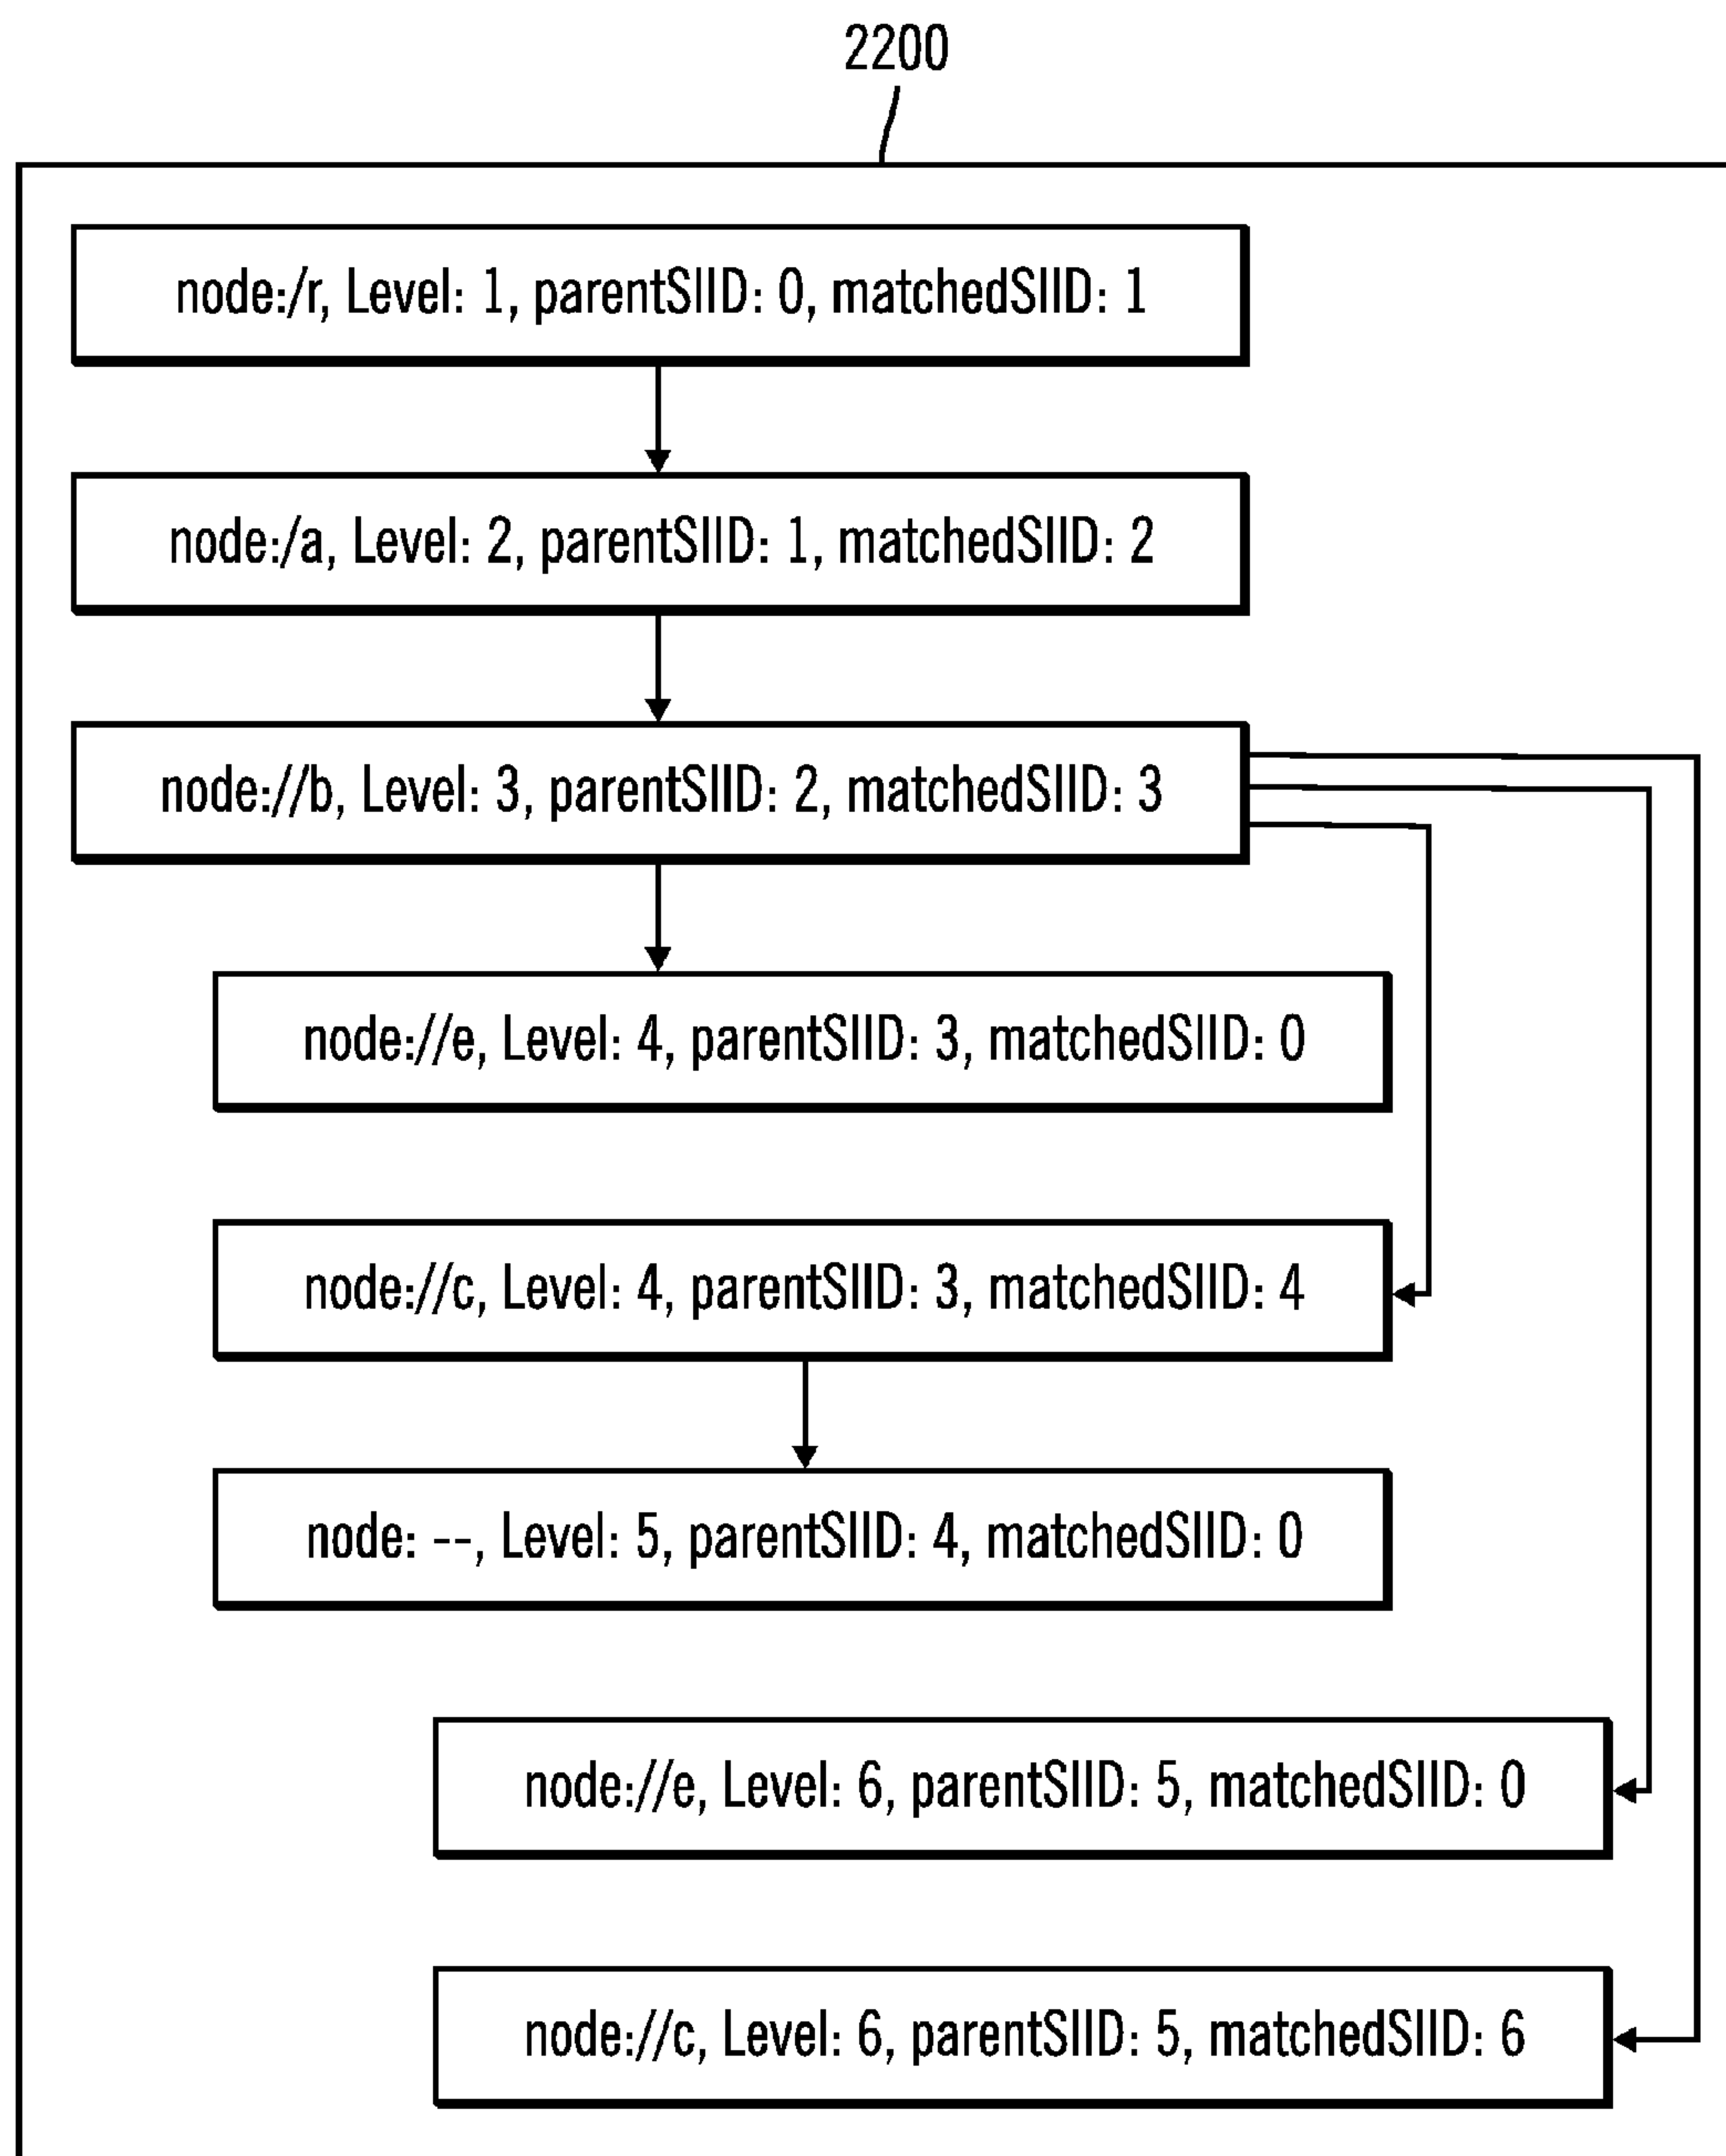 2200
node:/r, Level: 1, parentSIID: 0, matchedSIID: 1
node:/a, Level: 2, parentSIID: 1, matchedSIID: 2
node://b, Level: 3, parentSIID: 2, matchedSIID: 3
node://e, Level: 4, parentSIID: 3, matchedSIID: 0
node://c, Level: 4, parentSIID: 3, matchedSIID: 4
node: --, Level: 5, parentSIID: 4, matchedSIID: 0
node://e, Level: 6, parentSIID: 5, matchedSIID: 0
node://c, Level: 6, parentSIID: 5, matchedSIID: 6